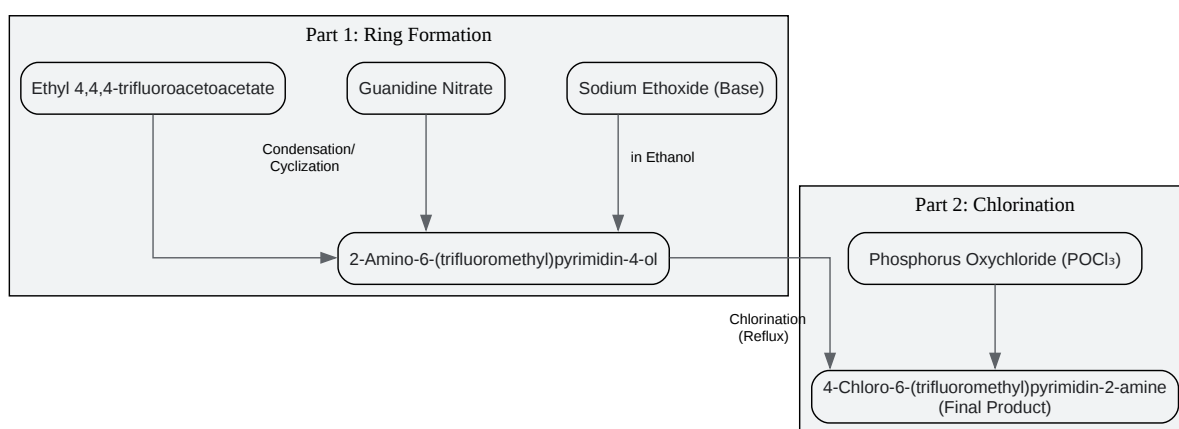 Part 1: Ring Formation
Ethyl 4,4,4-trifluoroacetoacetate
Guanidine Nitrate
Sodium Ethoxide (Base)
Condensation/
Cyclization
in Ethanol
2-Amino-6-(trifluoromethyl)pyrimidin-4-ol
Part 2: Chlorination
Phosphorus Oxychloride (POCl₃)
Chlorination
(Reflux)
4-Chloro-6-(trifluoromethyl)pyrimidin-2-amine
(Final Product)